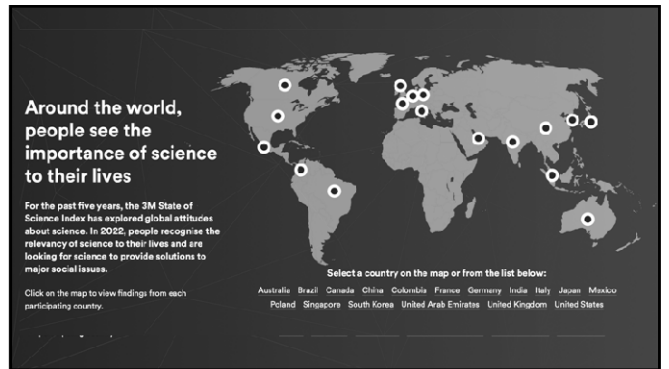 Around the world,
people see the
importance of science
to their lives
For the past five years, the 3M State of
Science Index has explored global attitudes
about science. In 2022, people recognise the
relevancy of science to their lives and are
looking for science to provide solutions to
major social issues.
Click on the map to view findings from each
participating country.
Select a country on the map or from the list below:
Australia Brazil Canada China Colombia France Germany India Italy Japan Mexico
Poland Singapore South Korea United Arab Emirates United Kingdom United States